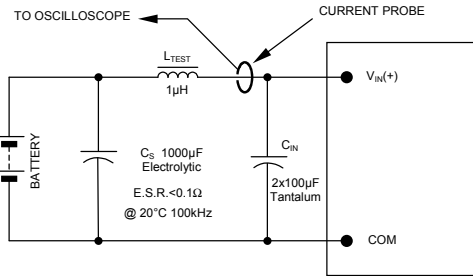 TO OSCILLOSCOPE
CURRENT PROBE
LTEST
1μH
VIN(+)
BATTERY
CS 1000μF
Electrolytic
E.S.R.<0.1Ω
@ 20°C 100kHz
CIN
2x100μF
Tantalum
COM